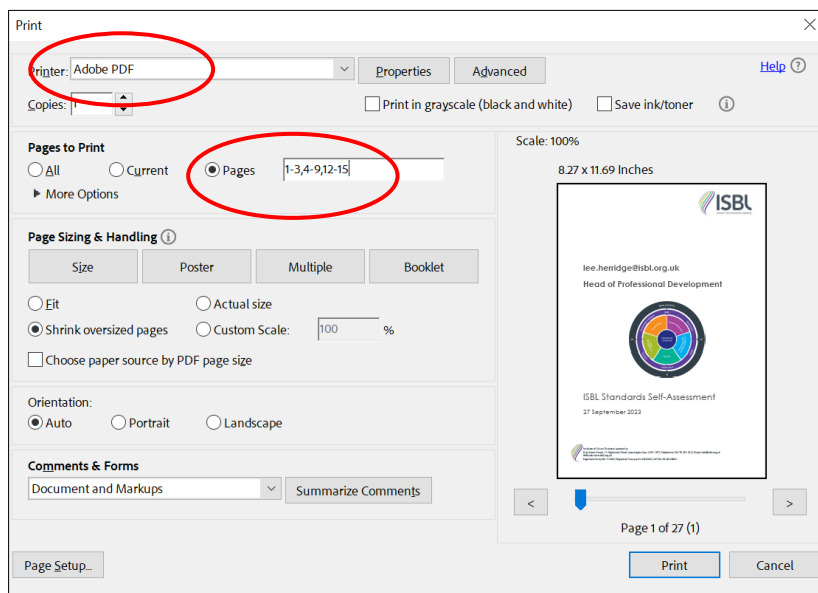 Print
Printer: Adobe PDF
Properties
Advanced
Help
Copies: 1
Print in grayscale (black and white)
Save ink/toner
Pages to Print
All
Current
Pages
1-3,4-9,12-15
More Options
Page Sizing & Handling
Size
Poster
Multiple
Booklet
Fit
Actual size
Shrink oversized pages
Custom Scale:
100
%
Choose paper source by PDF page size
Orientation:
Auto
Portrait
Landscape
Comments & Forms
Document and Markups
Summarize Comments
Page Setup...
Scale: 100%
8.27 x 11.69 Inches
ISBL
lee.herridge@isbl.org.uk
Head of Professional Development
ISBL Standards Self-Assessment
27 September 2023
<
>
Page 1 of 27 (1)
Print
Cancel